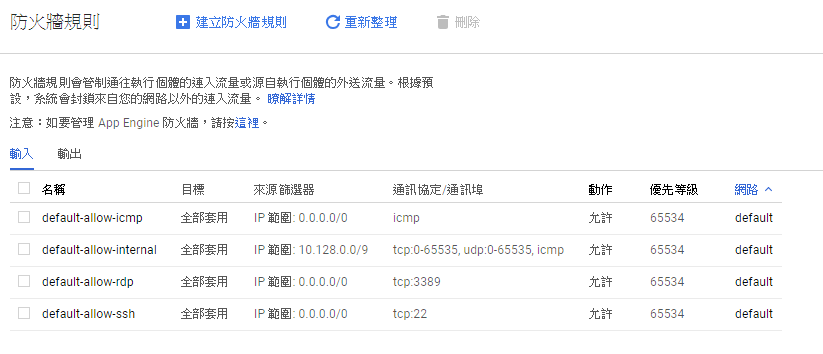 防火牆規則 建立防火牆規則 重新整理 刪除
防火牆規則會管制通往執行個體的連入流量或源自執行個體的外送流量。根據預
設，系統會封鎖來自您的網路以外的連入流量。 瞭解詳情
注意：如要管理 App Engine 防火牆，請按這裡。
輸入 輸出
名稱 目標 來源篩選器 通訊協定/通訊埠 動作 優先等級 網路
default-allow-icmp 全部套用 IP 範圍: 0.0.0.0/0 icmp 允許 65534 default
default-allow-internal 全部套用 IP 範圍: 10.128.0.0/9 tcp:0-65535, udp:0-65535, icmp 允許 65534 default
default-allow-rdp 全部套用 IP 範圍: 0.0.0.0/0 tcp:3389 允許 65534 default
default-allow-ssh 全部套用 IP 範圍: 0.0.0.0/0 tcp:22 允許 65534 default